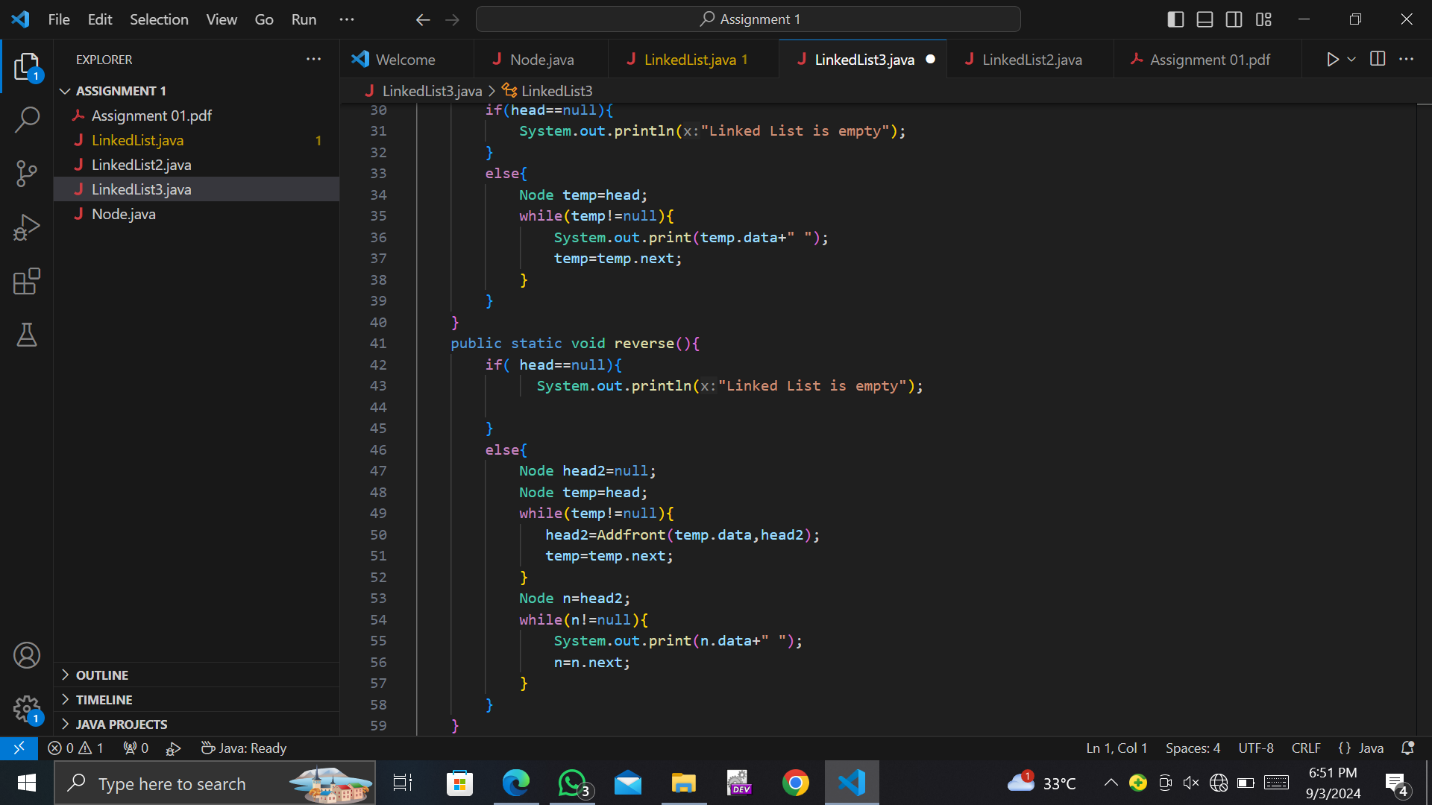 File Edit Selection View Go Run ··· Assignment 1
EXPLORER ···
ASSIGNMENT 1
Assignment 01.pdf
LinkedList.java 1
LinkedList2.java
LinkedList3.java
Node.java
OUTLINE
TIMELINE
JAVA PROJECTS
Welcome Node.java LinkedList.java 1 LinkedList3.java LinkedList2.java Assignment 01.pdf
LinkedList3.java > LinkedList3
30 if(head==null){
31 System.out.println(x:"Linked List is empty");
32 }
33 else{
34 Node temp=head;
35 while(temp!=null){
36 System.out.print(temp.data+" ");
37 temp=temp.next;
38 }
39 }
40 }
41 public static void reverse(){
42 if( head==null){
43 System.out.println(x:"Linked List is empty");
44
45 }
46 else{
47 Node head2=null;
48 Node temp=head;
49 while(temp!=null){
50 head2=Addfront(temp.data,head2);
51 temp=temp.next;
52 }
53 Node n=head2;
54 while(n!=null){
55 System.out.print(n.data+" ");
56 n=n.next;
57 }
58 }
59 }
1
1
0 1 0 Java: Ready Ln 1, Col 1 Spaces: 4 UTF-8 CRLF {} Java
Type here to search 3 DEV 1 33°C 6:51 PM 4
9/3/2024